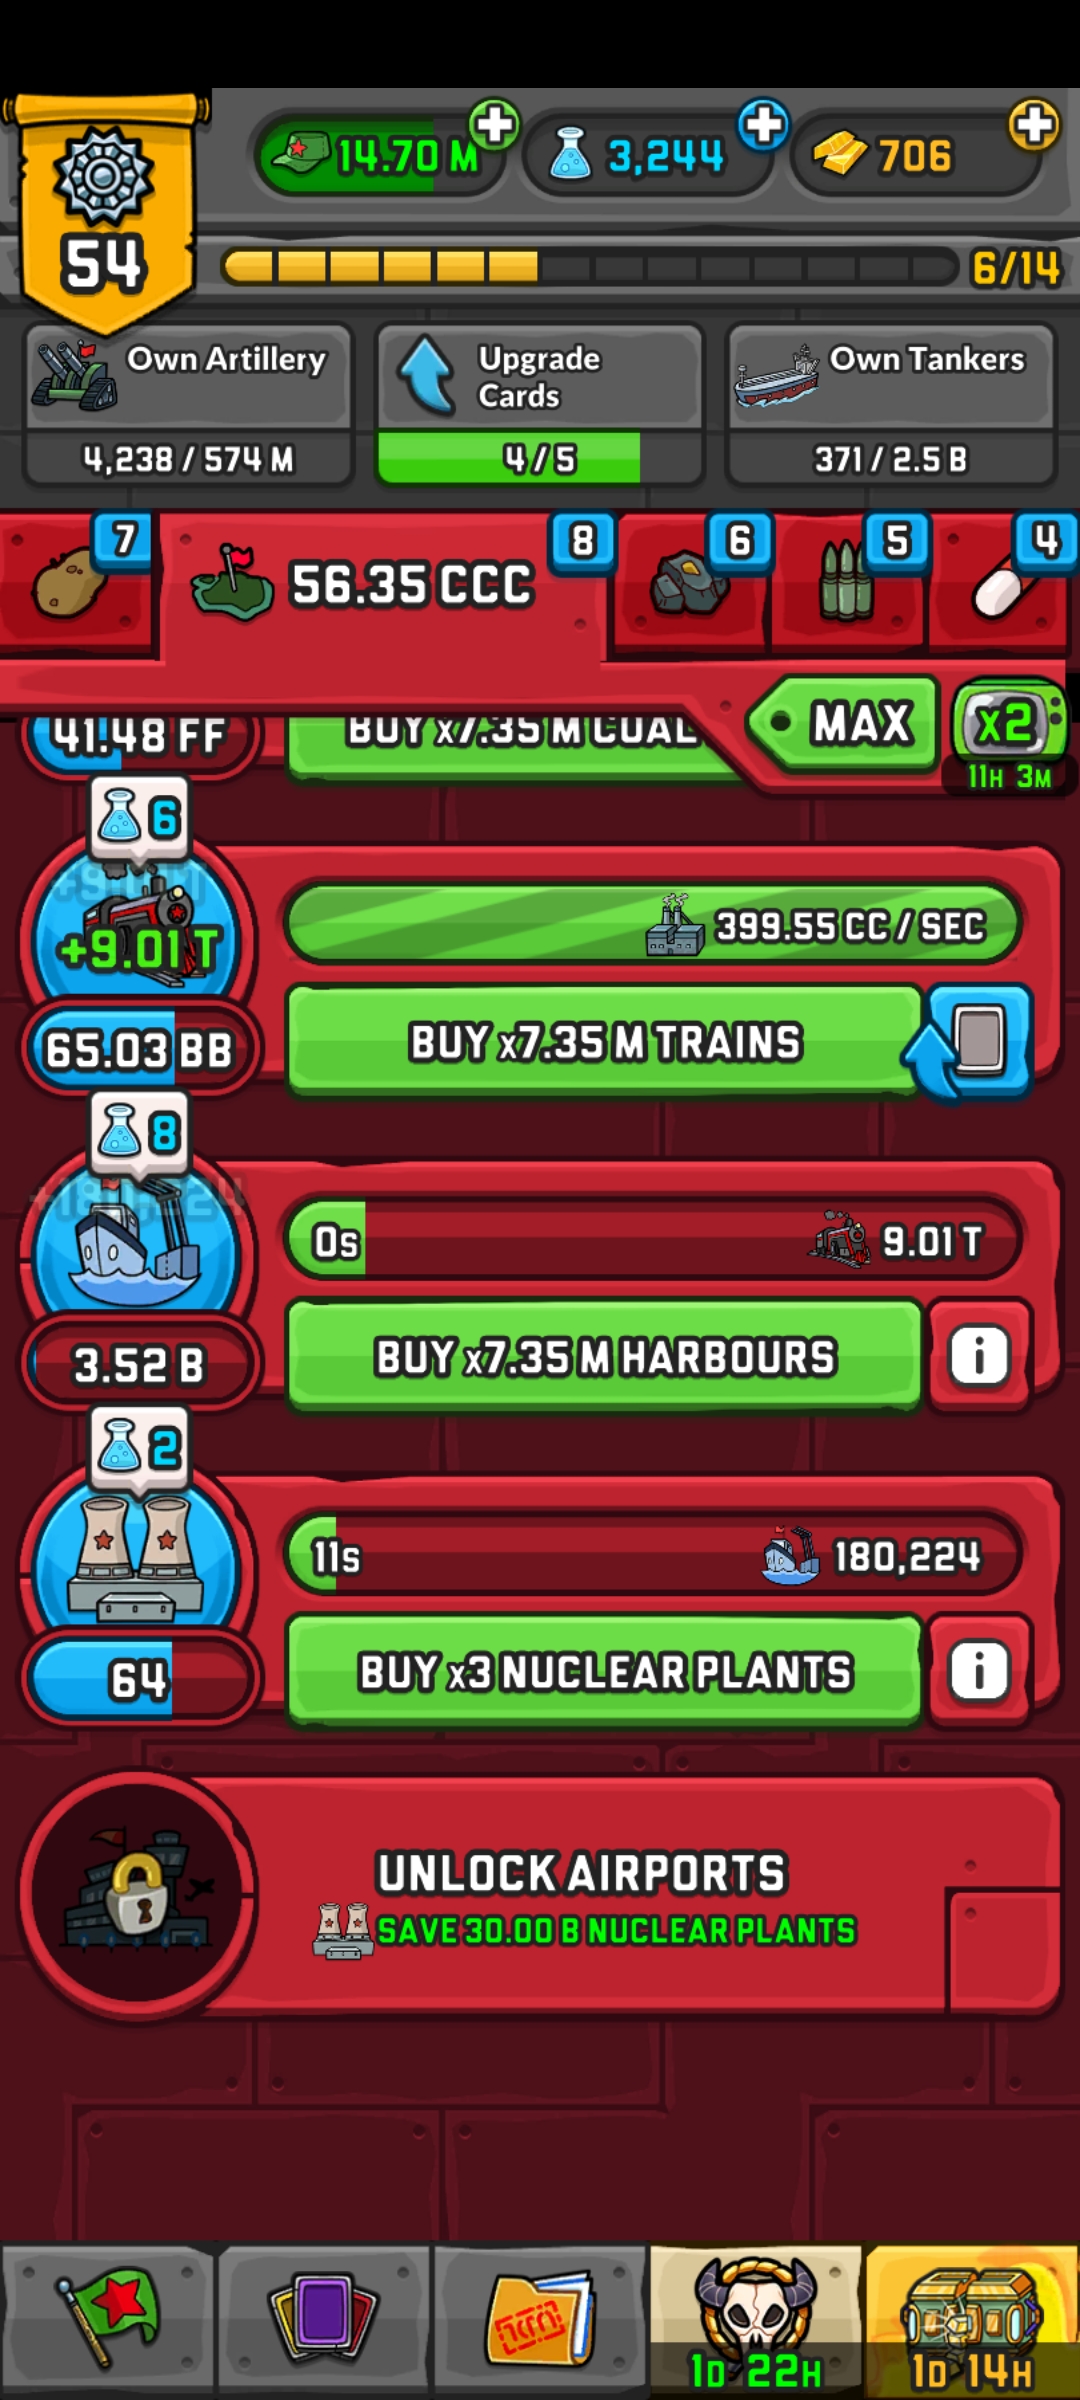 14.70 M
3,244
706
54
6/14
Own Artillery
4,238 / 574 M
Upgrade
Cards
4 / 5
Own Tankers
371 / 2.5 B
7
56.35 CCC
8
6
5
4
MAX
x2
11H 3M
41.48 FF
BUY x7.35 M COAL
6
+9.01 T
+9.01 T
399.55 CC / SEC
65.03 BB
BUY x7.35 M TRAINS
8
+180,224
0s
9.01 T
3.52 B
BUY x7.35 M HARBOURS
i
2
11s
180,224
64
BUY x3 NUCLEAR PLANTS
i
UNLOCK AIRPORTS
SAVE 30.00 B NUCLEAR PLANTS
1D 22H
1D 14H